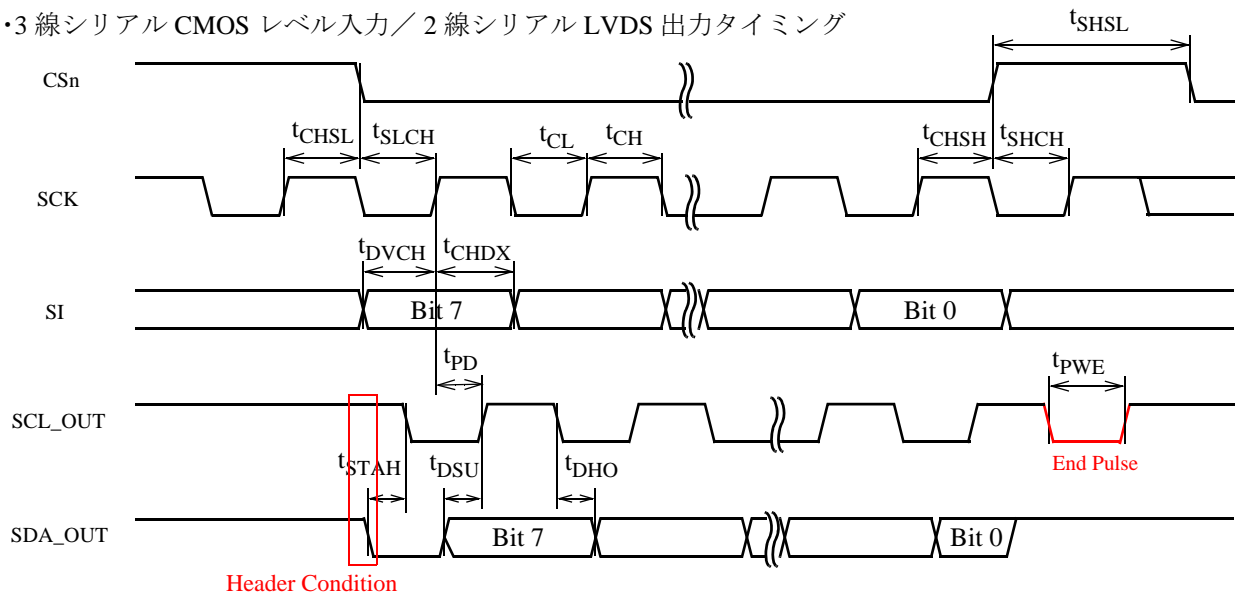 ･3 線シリアル CMOS レベル入力／ 2 線シリアル LVDS 出力タイミング
tSHSL
CSn
tCHSL
tSLCH
tCL
tCH
tCHSH
tSHCH
SCK
tDVCH
tCHDX
SI
Bit 7
Bit 0
tPD
tPWE
SCL_OUT
End Pulse
tSTAH
tDSU
tDHO
SDA_OUT
Bit 7
Bit 0
Header Condition